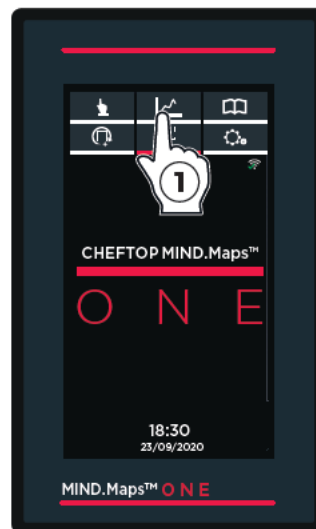 1
CHEFTOP MIND.Maps™
O N E
18:30
23/09/2020
MIND.Maps™ O N E